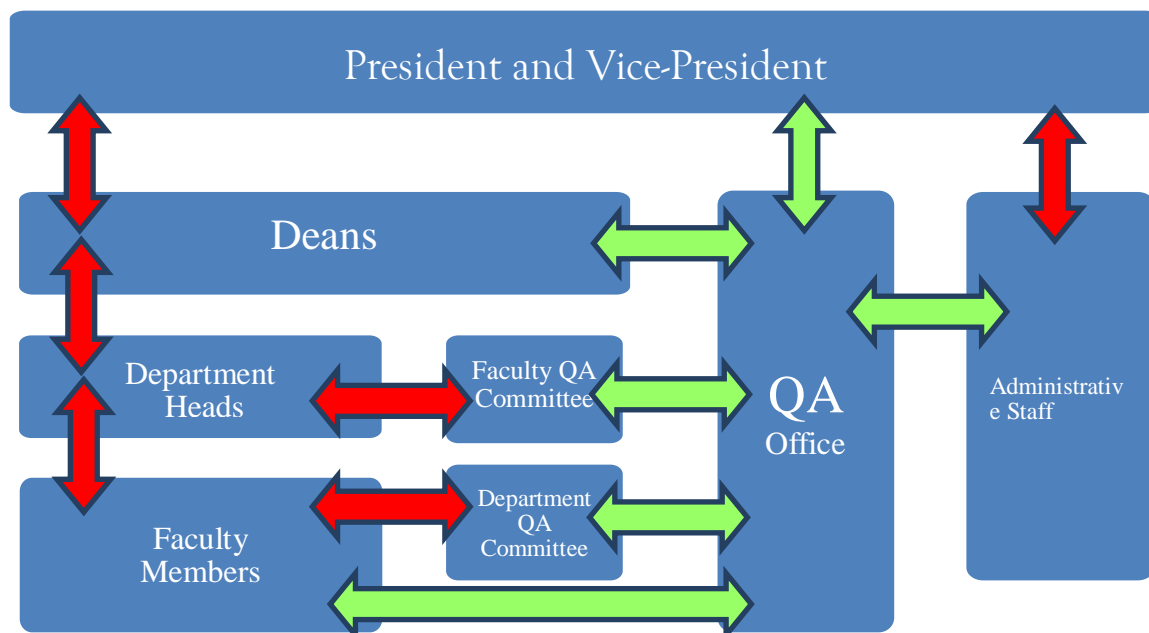 President and Vice-President
Deans
Department
Heads
Faculty QA
Committee
QA
Office
Administrativ
e Staff
Faculty
Members
Department
QA
Committee